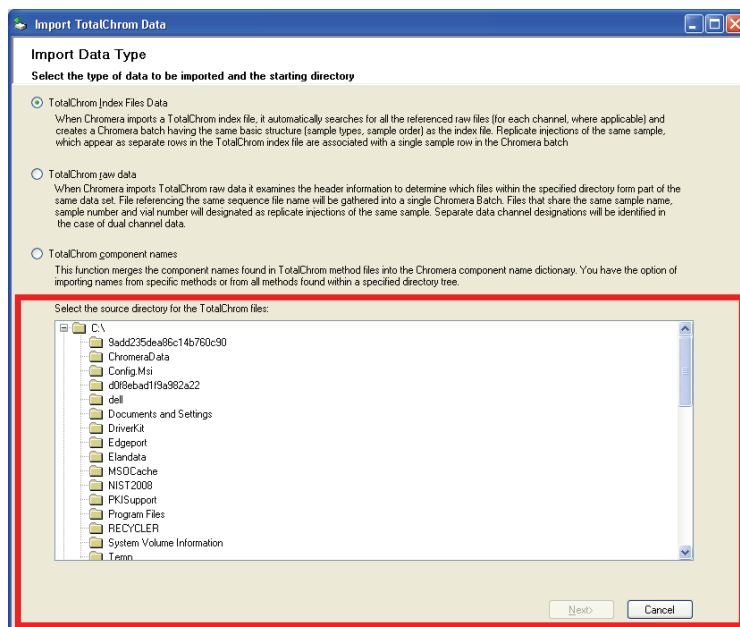 Import TotalChrom Data
Import Data Type
Select the type of data to be imported and the starting directory
TotalChrom Index Files Data
When Chromera imports a TotalChrom index file, it automatically searches for all the referenced raw files (for each channel, where applicable) and
creates a Chromera batch having the same basic structure (sample types, sample order) as the index file. Replicate injections of the same sample,
which appear as separate rows in the TotalChrom index file are associated with a single sample row in the Chromera batch
TotalChrom raw data
When Chromera imports TotalChrom raw data it examines the header information to determine which files within the specified directory form part of the
same data set. File referencing the same sequence file name will be gathered into a single Chromera Batch. Files that share the same sample name,
sample number and vial number will designated as replicate injections of the same sample. Separate data channel designations will be identified in
the case of dual channel data.
TotalChrom component names
This function merges the component names found in TotalChrom method files into the Chromera component name dictionary. You have the option of
importing names from specific methods or from all methods found within a specified directory tree.
Select the source directory for the TotalChrom files:
C:\
9add235dea86c14b760c90
ChromeraData
Config.Msi
d0f8ebad1f9a982a22
dell
Documents and Settings
DriverKit
Edgeport
Elandata
MSOCache
NIST2008
PKISupport
Program Files
RECYCLER
System Volume Information
Temp
Next> Cancel